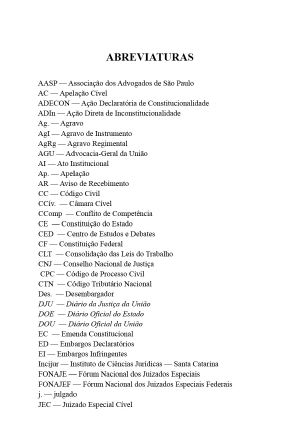 ABREVIATURAS
AASP — Associação dos Advogados de São Paulo
AC — Apelação Cível
ADECON — Ação Declaratória de Constitucionalidade
ADIn — Ação Direta de Inconstitucionalidade
Ag. — Agravo
AgI — Agravo de Instrumento
AgRg — Agravo Regimental
AGU — Advocacia-Geral da União
AI — Ato Institucional
Ap. — Apelação
AR — Aviso de Recebimento
CC — Código Civil
CCiv. — Câmara Cível
CComp — Conflito de Competência
CE — Constituição do Estado
CED — Centro de Estudos e Debates
CF — Constituição Federal
CLT — Consolidação das Leis do Trabalho
CNJ — Conselho Nacional de Justiça
CPC — Código de Processo Civil
CTN — Código Tributário Nacional
Des. — Desembargador
DJU — Diário da Justiça da União
DOE — Diário Oficial do Estado
DOU — Diário Oficial da União
EC — Emenda Constitucional
ED — Embargos Declaratórios
EI — Embargos Infringentes
Incijur — Instituto de Ciências Jurídicas — Santa Catarina
FONAJE — Fórum Nacional dos Juizados Especiais
FONAJEF — Fórum Nacional dos Juizados Especiais Federais
j. — julgado
JEC — Juizado Especial Cível